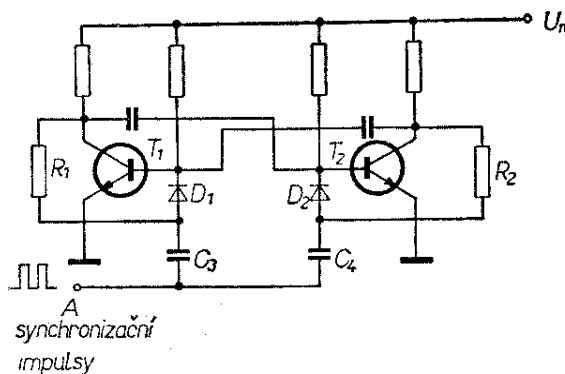 Uₙ
T₁
T₂
R₁
D₁
D₂
R₂
C₃
C₄
A
synchronizační
impulsy